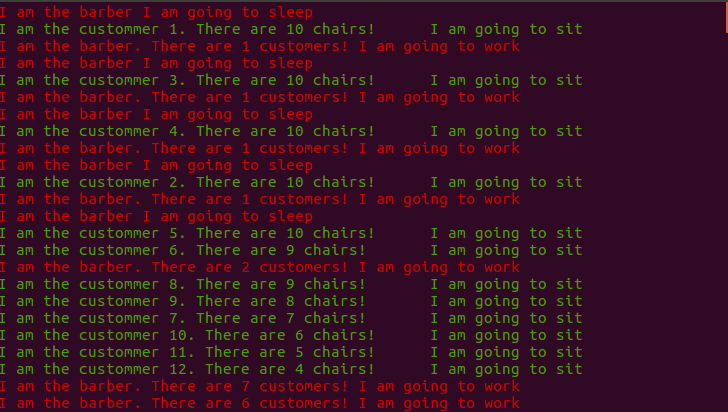 I am the barber I am going to sleep
I am the custommer 1. There are 10 chairs! I am going to sit
I am the barber. There are 1 customers! I am going to work
I am the barber I am going to sleep
I am the custommer 3. There are 10 chairs! I am going to sit
I am the barber. There are 1 customers! I am going to work
I am the barber I am going to sleep
I am the custommer 4. There are 10 chairs! I am going to sit
I am the barber. There are 1 customers! I am going to work
I am the barber I am going to sleep
I am the custommer 2. There are 10 chairs! I am going to sit
I am the barber. There are 1 customers! I am going to work
I am the barber I am going to sleep
I am the custommer 5. There are 10 chairs! I am going to sit
I am the custommer 6. There are 9 chairs! I am going to sit
I am the barber. There are 2 customers! I am going to work
I am the custommer 8. There are 9 chairs! I am going to sit
I am the custommer 9. There are 8 chairs! I am going to sit
I am the custommer 7. There are 7 chairs! I am going to sit
I am the custommer 10. There are 6 chairs! I am going to sit
I am the custommer 11. There are 5 chairs! I am going to sit
I am the custommer 12. There are 4 chairs! I am going to sit
I am the barber. There are 7 customers! I am going to work
I am the barber. There are 6 customers! I am going to work